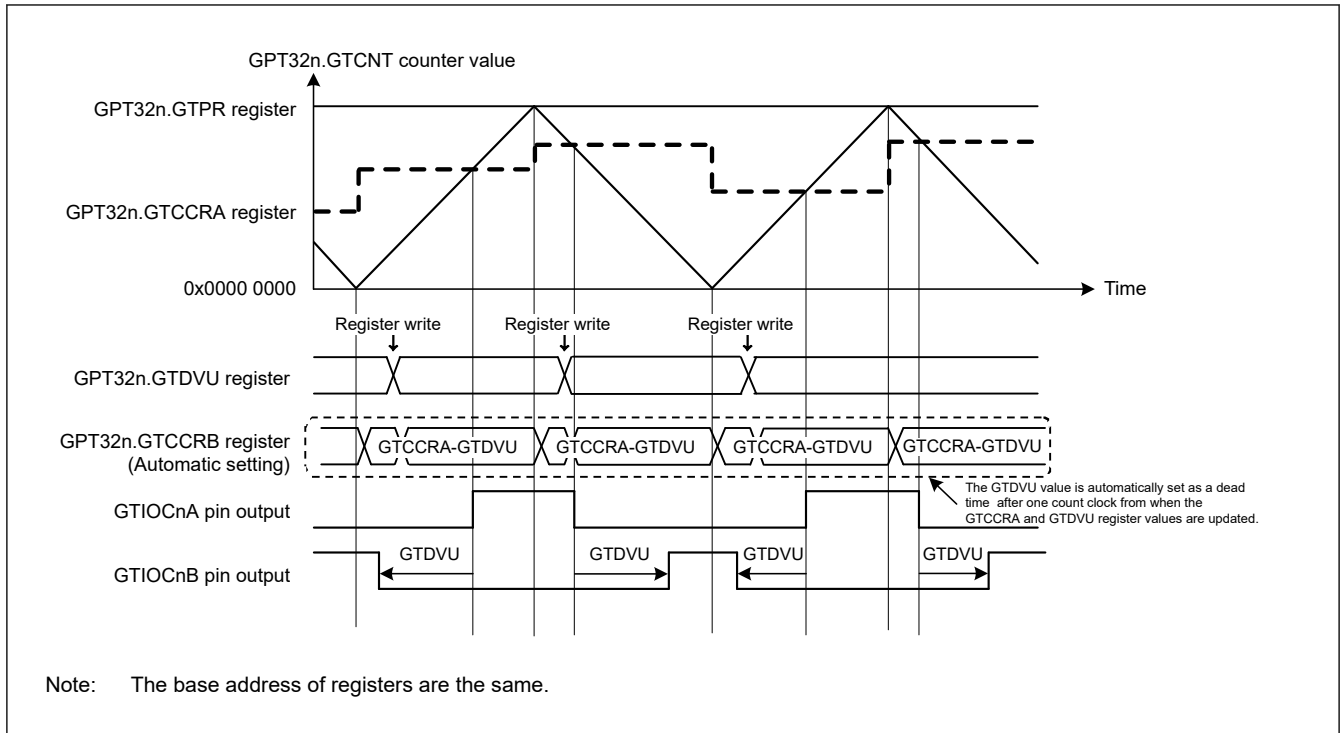 GPT32n.GTCNT counter value
GPT32n.GTPR register
GPT32n.GTCCRA register
0x0000 0000
Time
Register write
Register write
Register write
GPT32n.GTDVU register
GPT32n.GTCCRB register
(Automatic setting)
GTCCRA-GTDVU
GTCCRA-GTDVU
GTCCRA-GTDVU
GTCCRA-GTDVU
The GTDVU value is automatically set as a dead
time after one count clock from when the
GTCCRA and GTDVU register values are updated.
GTIOCnA pin output
GTDVU
GTDVU
GTDVU
GTDVU
GTIOCnB pin output
Note: The base address of registers are the same.